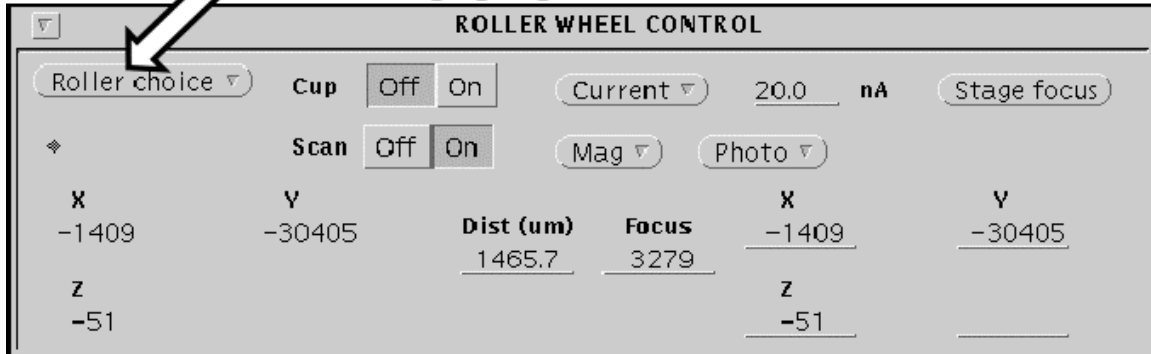 ROLLER WHEEL CONTROL
Roller choice Cup Off On Current 20.0 nA Stage focus
Scan Off On Mag Photo
X Y X Y
-1409 -30405 Dist (um) Focus -1409 -30405
1465.7 3279
Z Z
-51 -51